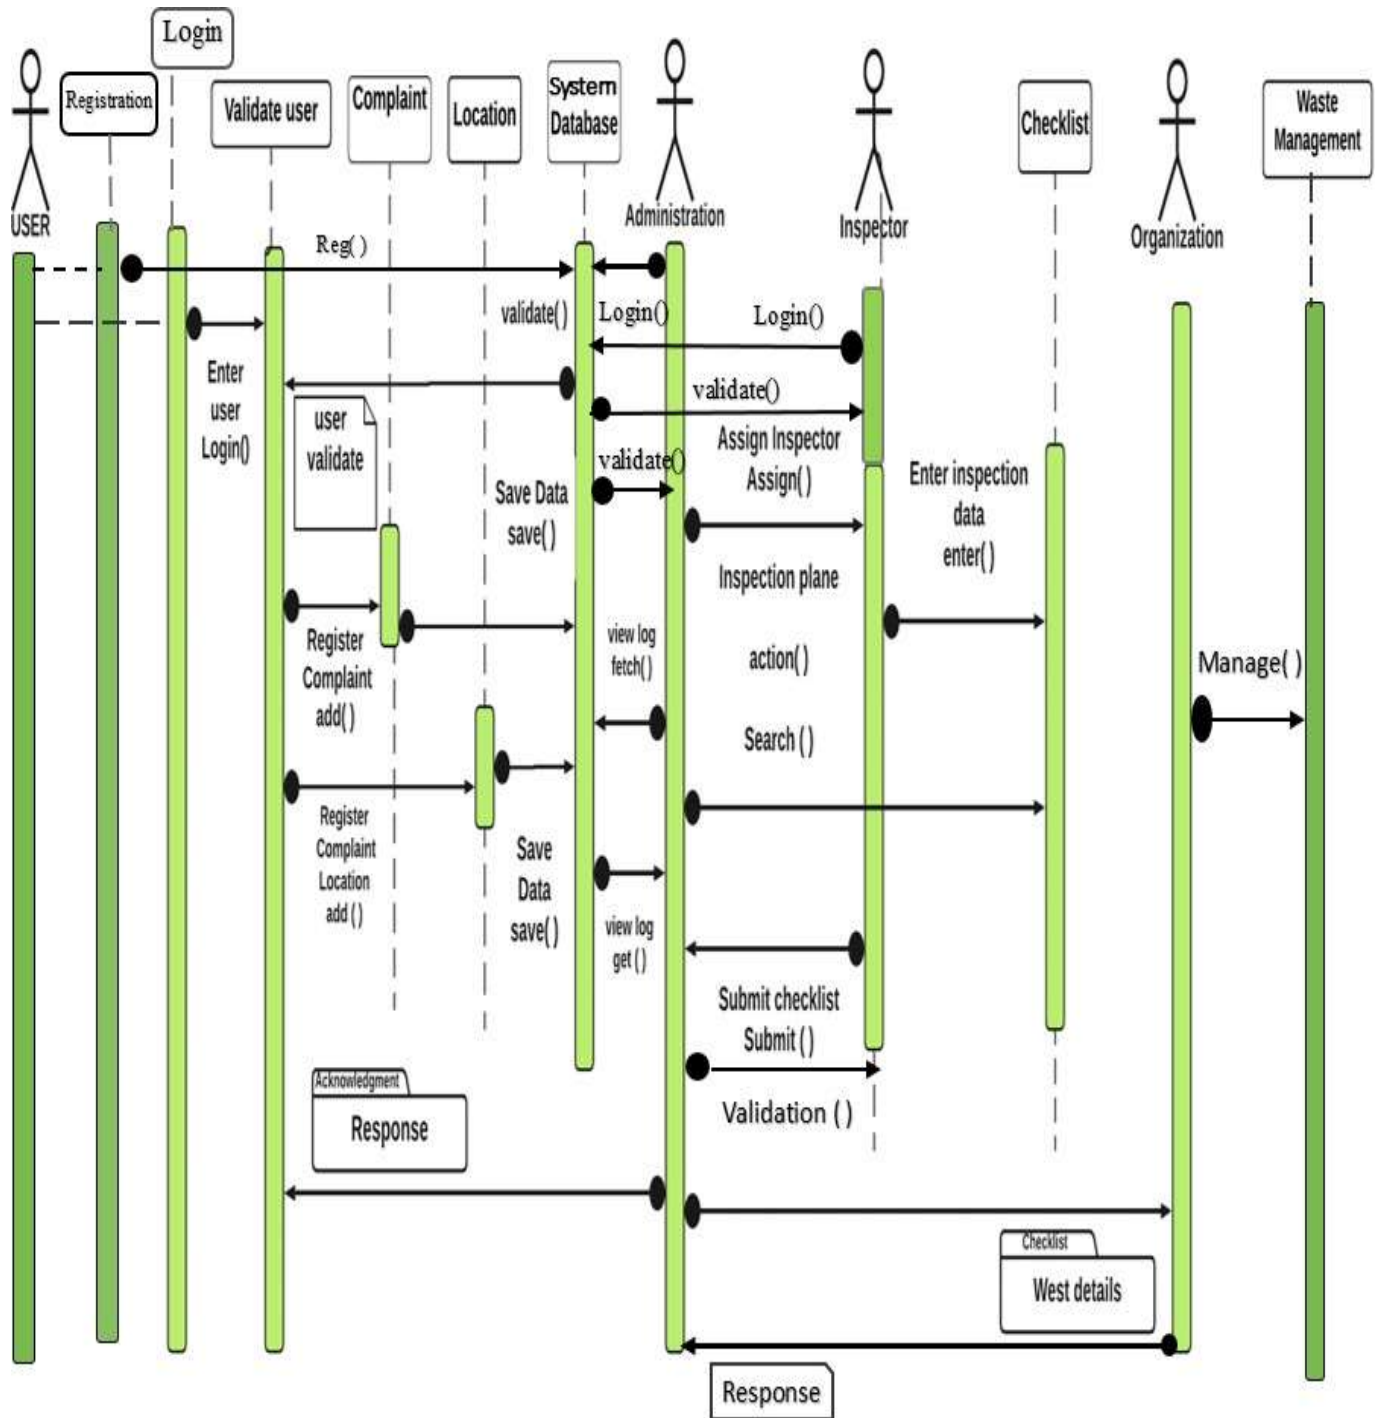 Login
Registration
Validate user
Complaint
Location
System
Database
Checklist
Waste
Management
USER
Administration
Inspector
Organization
Reg( )
validate( )
Login()
Login()
Enter
user
Login()
user
validate
validate()
Assign Inspector
Assign( )
validate()
Save Data
save( )
Enter inspection
data
enter( )
Inspection plane
action( )
Search ( )
Register
Complaint
add( )
view log
fetch( )
Manage( )
Register
Complaint
Location
add ( )
Save
Data
save( )
view log
get ( )
Submit checklist
Submit ( )
Validation ( )
Acknowledgment
Response
Checklist
West details
Response